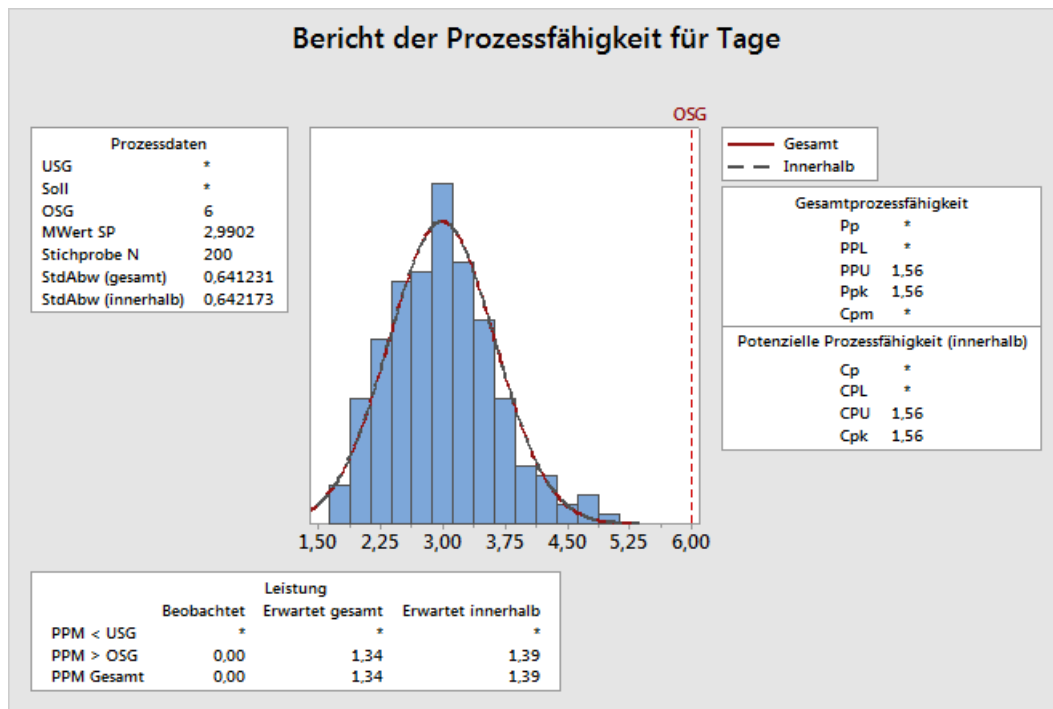 Bericht der Prozessfähigkeit für Tage
OSG
Prozessdaten
USG *
Soll *
OSG 6
MWert SP 2,9902
Stichprobe N 200
StdAbw (gesamt) 0,641231
StdAbw (innerhalb) 0,642173
Gesamt
Innerhalb
Gesamtprozessfähigkeit
Pp *
PPL *
PPU 1,56
Ppk 1,56
Cpm *
Potenzielle Prozessfähigkeit (innerhalb)
Cp *
CPL *
CPU 1,56
Cpk 1,56
1,50 2,25 3,00 3,75 4,50 5,25 6,00
Leistung
Beobachtet Erwartet gesamt Erwartet innerhalb
PPM < USG * * *
PPM > OSG 0,00 1,34 1,39
PPM Gesamt 0,00 1,34 1,39